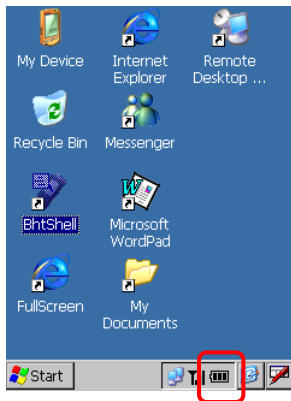 My Device
Internet
Explorer
Remote
Desktop ...
Recycle Bin
Messenger
BhtShell
Microsoft
WordPad
FullScreen
My
Documents
Start